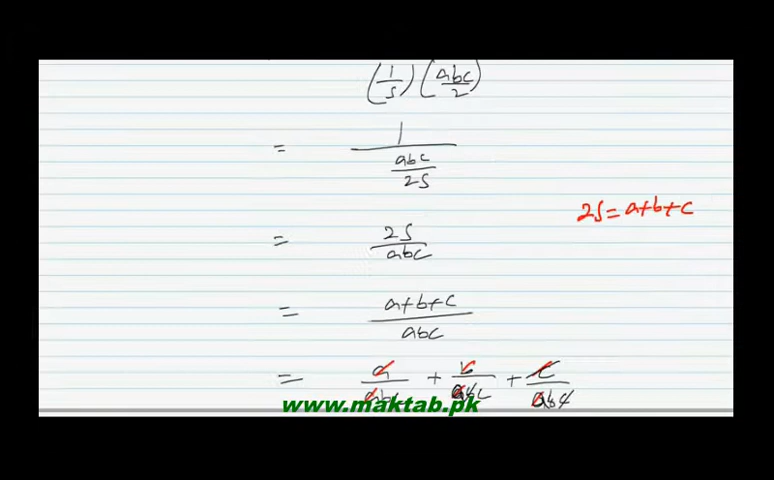 (1/s) (abc/2)
= 1/(abc/2s)
2s = a+b+c
= 2s/abc
= a+b+c/abc
= a/abc + b/abc + c/abc
www.maktab.pk